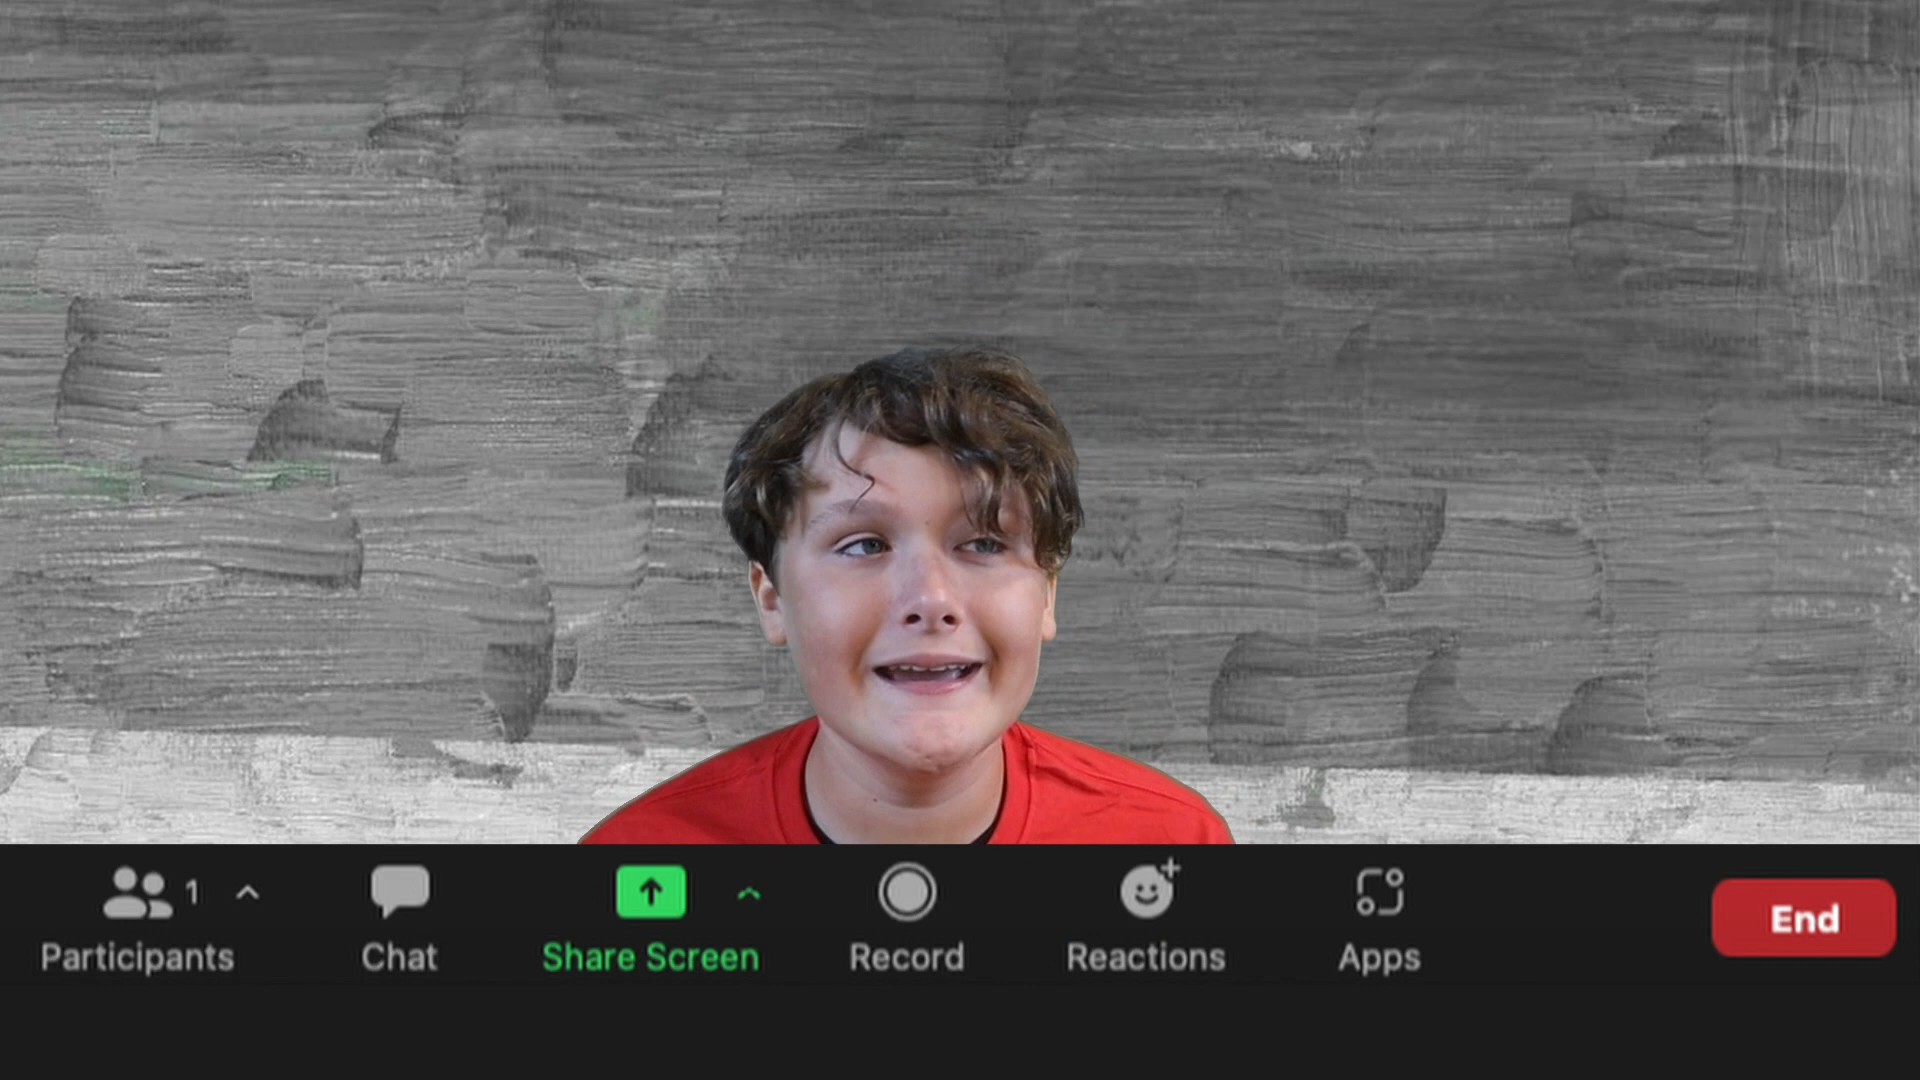 1
Participants
Chat
Share Screen
Record
Reactions
Apps
End